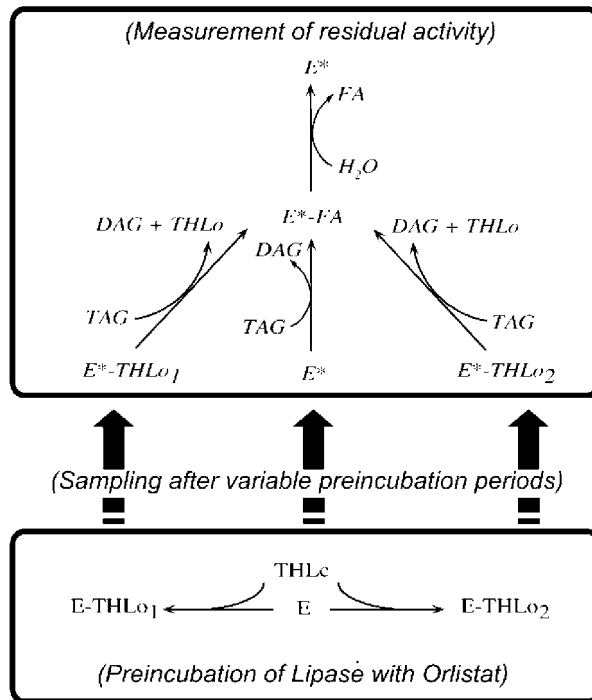 (Measurement of residual activity)
E*
FA
H2O
DAG + THLo E*-FA DAG + THLo
DAG
TAG TAG TAG
E*-THLo1 E* E*-THLo2
(Sampling after variable preincubation periods)
THLc
E-THLo1 E E-THLo2
(Preincubation of Lipase with Orlistat)